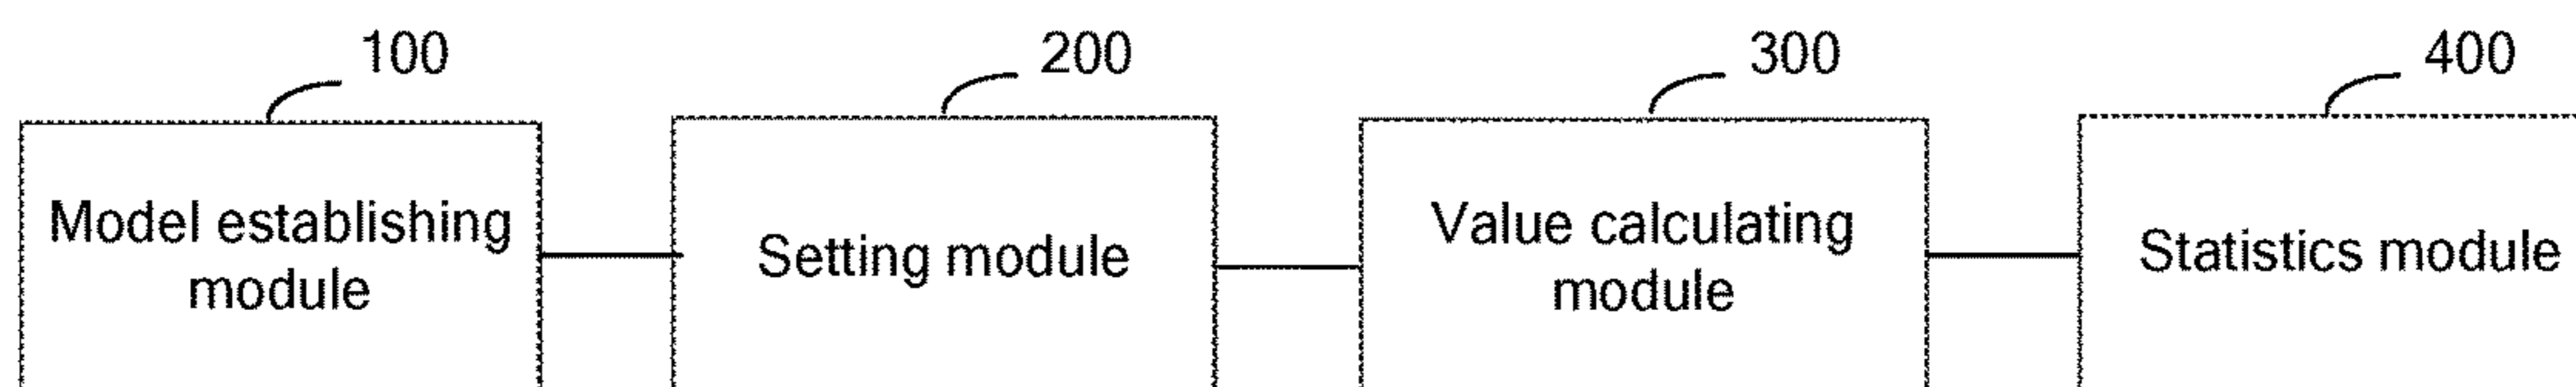 100
200
300
400
Model establishing
module
Setting module
Value calculating
module
Statistics module